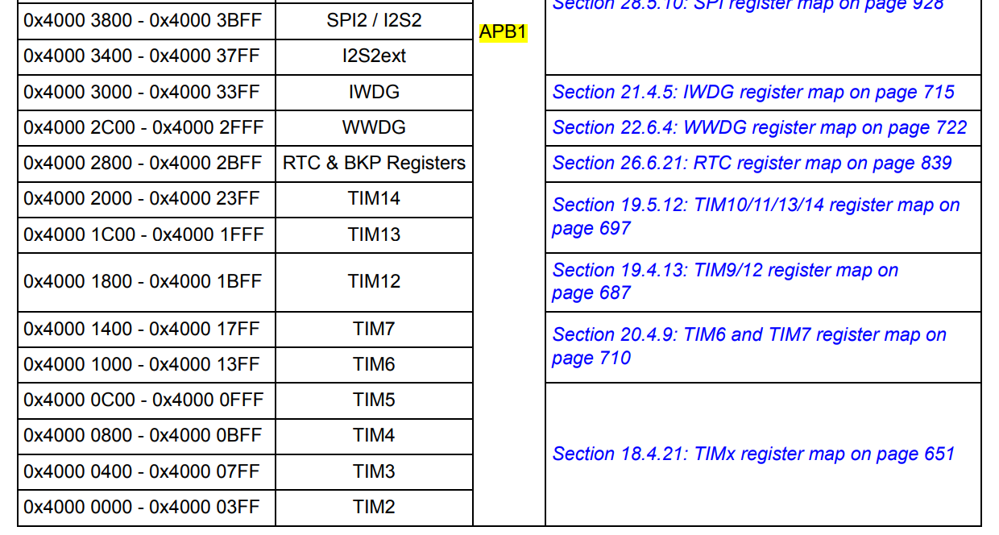 Section 28.5.10: SPI register map on page 928
0x4000 3800 - 0x4000 3BFF SPI2 / I2S2
APB1
0x4000 3400 - 0x4000 37FF I2S2ext
0x4000 3000 - 0x4000 33FF IWDG Section 21.4.5: IWDG register map on page 715
0x4000 2C00 - 0x4000 2FFF WWDG Section 22.6.4: WWDG register map on page 722
0x4000 2800 - 0x4000 2BFF RTC & BKP Registers Section 26.6.21: RTC register map on page 839
0x4000 2000 - 0x4000 23FF TIM14
Section 19.5.12: TIM10/11/13/14 register map on
page 697
0x4000 1C00 - 0x4000 1FFF TIM13
0x4000 1800 - 0x4000 1BFF TIM12
Section 19.4.13: TIM9/12 register map on
page 687
0x4000 1400 - 0x4000 17FF TIM7
Section 20.4.9: TIM6 and TIM7 register map on
page 710
0x4000 1000 - 0x4000 13FF TIM6
0x4000 0C00 - 0x4000 0FFF TIM5
0x4000 0800 - 0x4000 0BFF TIM4
Section 18.4.21: TIMx register map on page 651
0x4000 0400 - 0x4000 07FF TIM3
0x4000 0000 - 0x4000 03FF TIM2